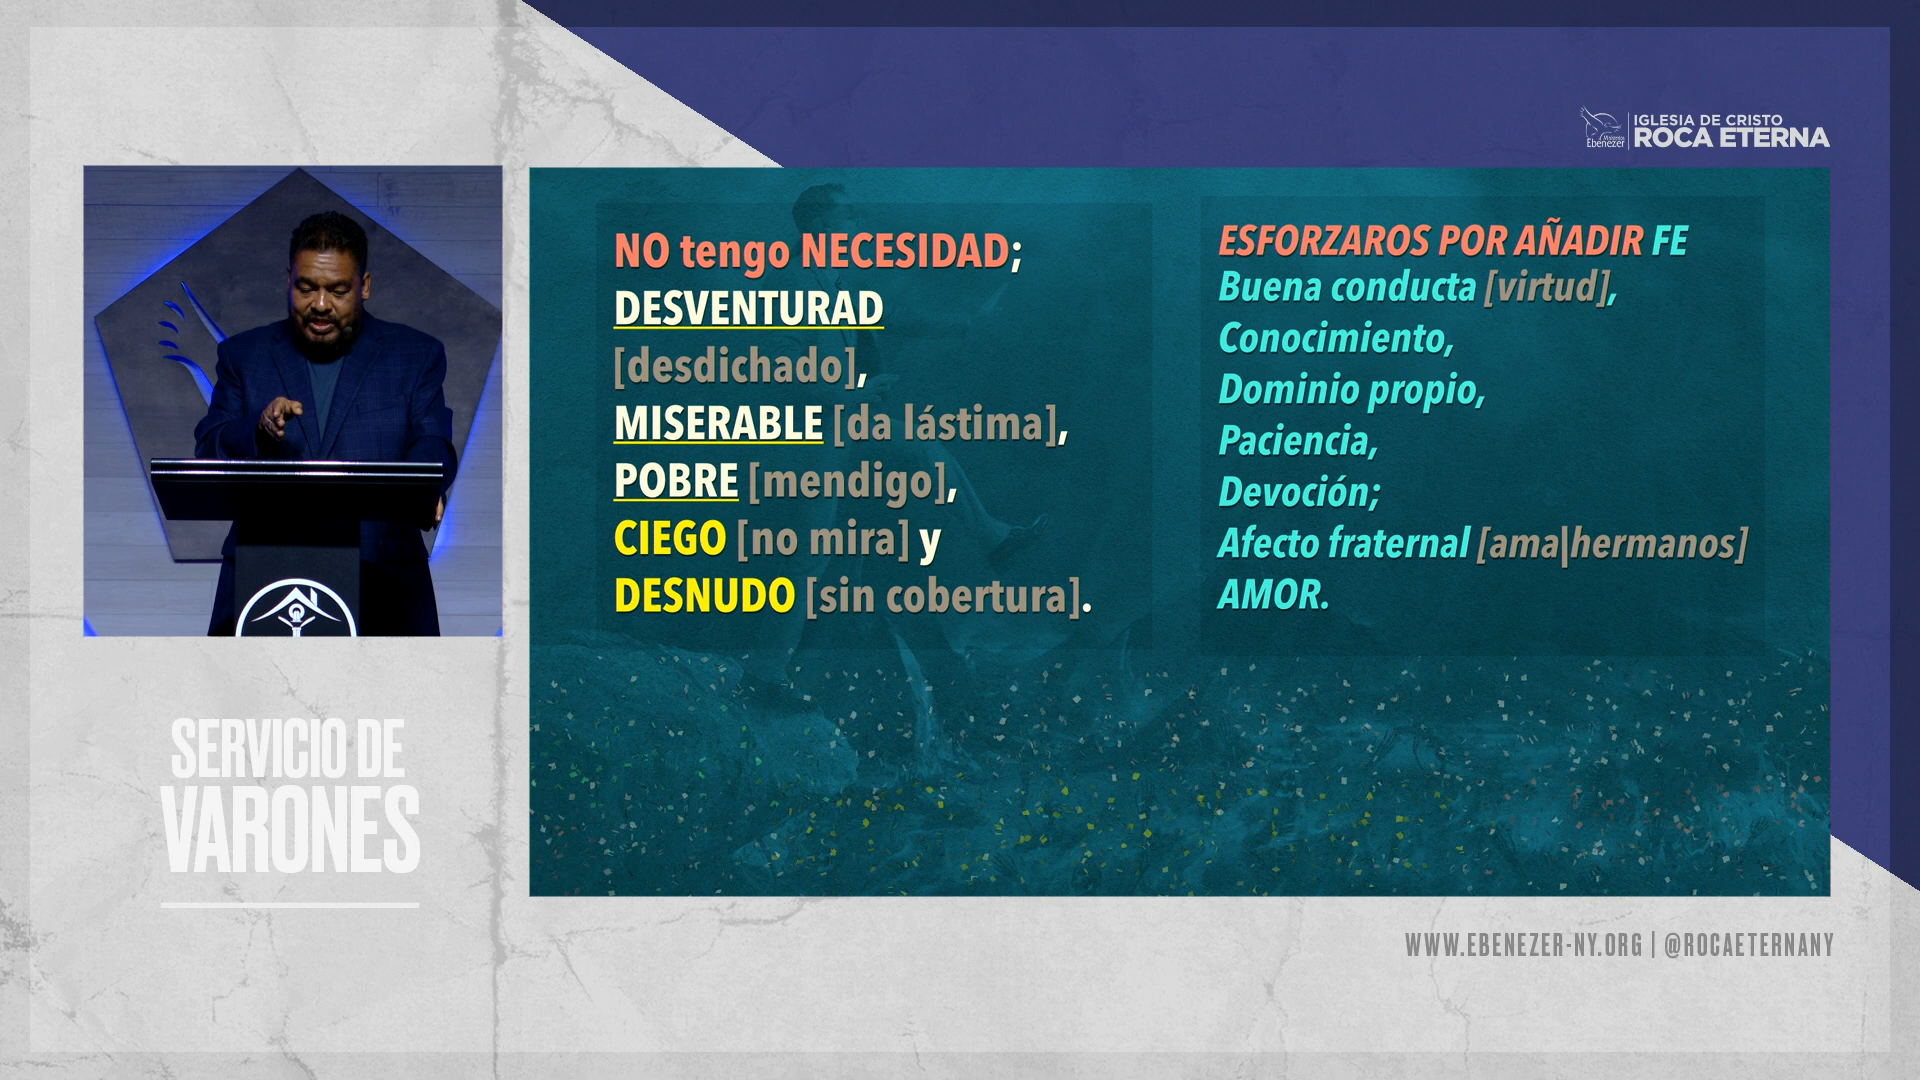 IGLESIA DE CRISTO
ROCA ETERNA
Ministerios
Ebenezer
NO tengo NECESIDAD;
DESVENTURAD
[desdichado],
MISERABLE [da lástima],
POBRE [mendigo],
CIEGO [no mira] y
DESNUDO [sin cobertura].
ESFORZAROS POR AÑADIR FE
Buena conducta [virtud],
Conocimiento,
Dominio propio,
Paciencia,
Devoción;
Afecto fraternal [ama|hermanos]
AMOR.
SERVICIO DE
VARONES
WWW.EBENEZER-NY.ORG | @ROCAETERNANY